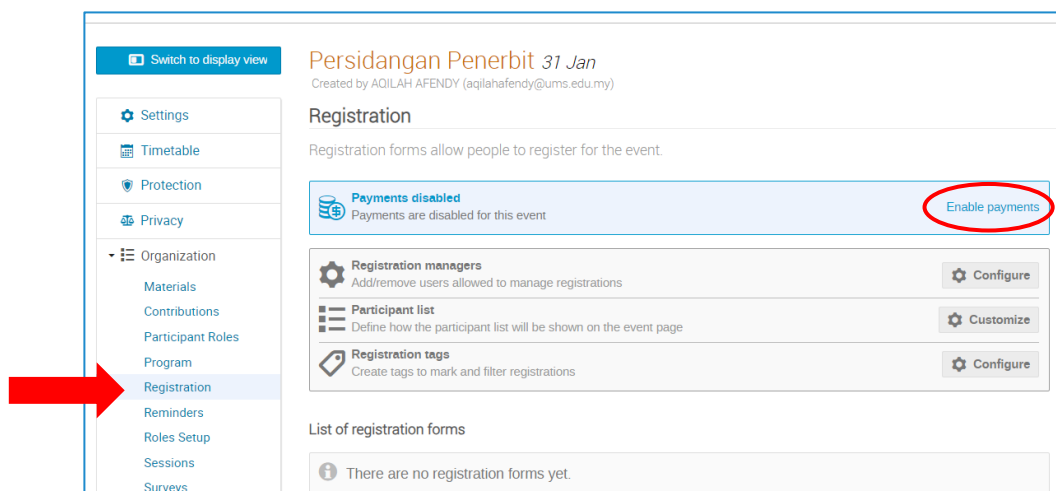 Switch to display view
Persidangan Penerbit 31 Jan
Created by AQILAH AFENDY (aqilahafendy@ums.edu.my)
Settings
Timetable
Protection
Privacy
Organization
Materials
Contributions
Participant Roles
Program
Registration
Reminders
Roles Setup
Sessions
Surveys
Registration
Registration forms allow people to register for the event.
Payments disabled
Payments are disabled for this event
Enable payments
Registration managers
Add/remove users allowed to manage registrations
Configure
Participant list
Define how the participant list will be shown on the event page
Customize
Registration tags
Create tags to mark and filter registrations
Configure
List of registration forms
There are no registration forms yet.